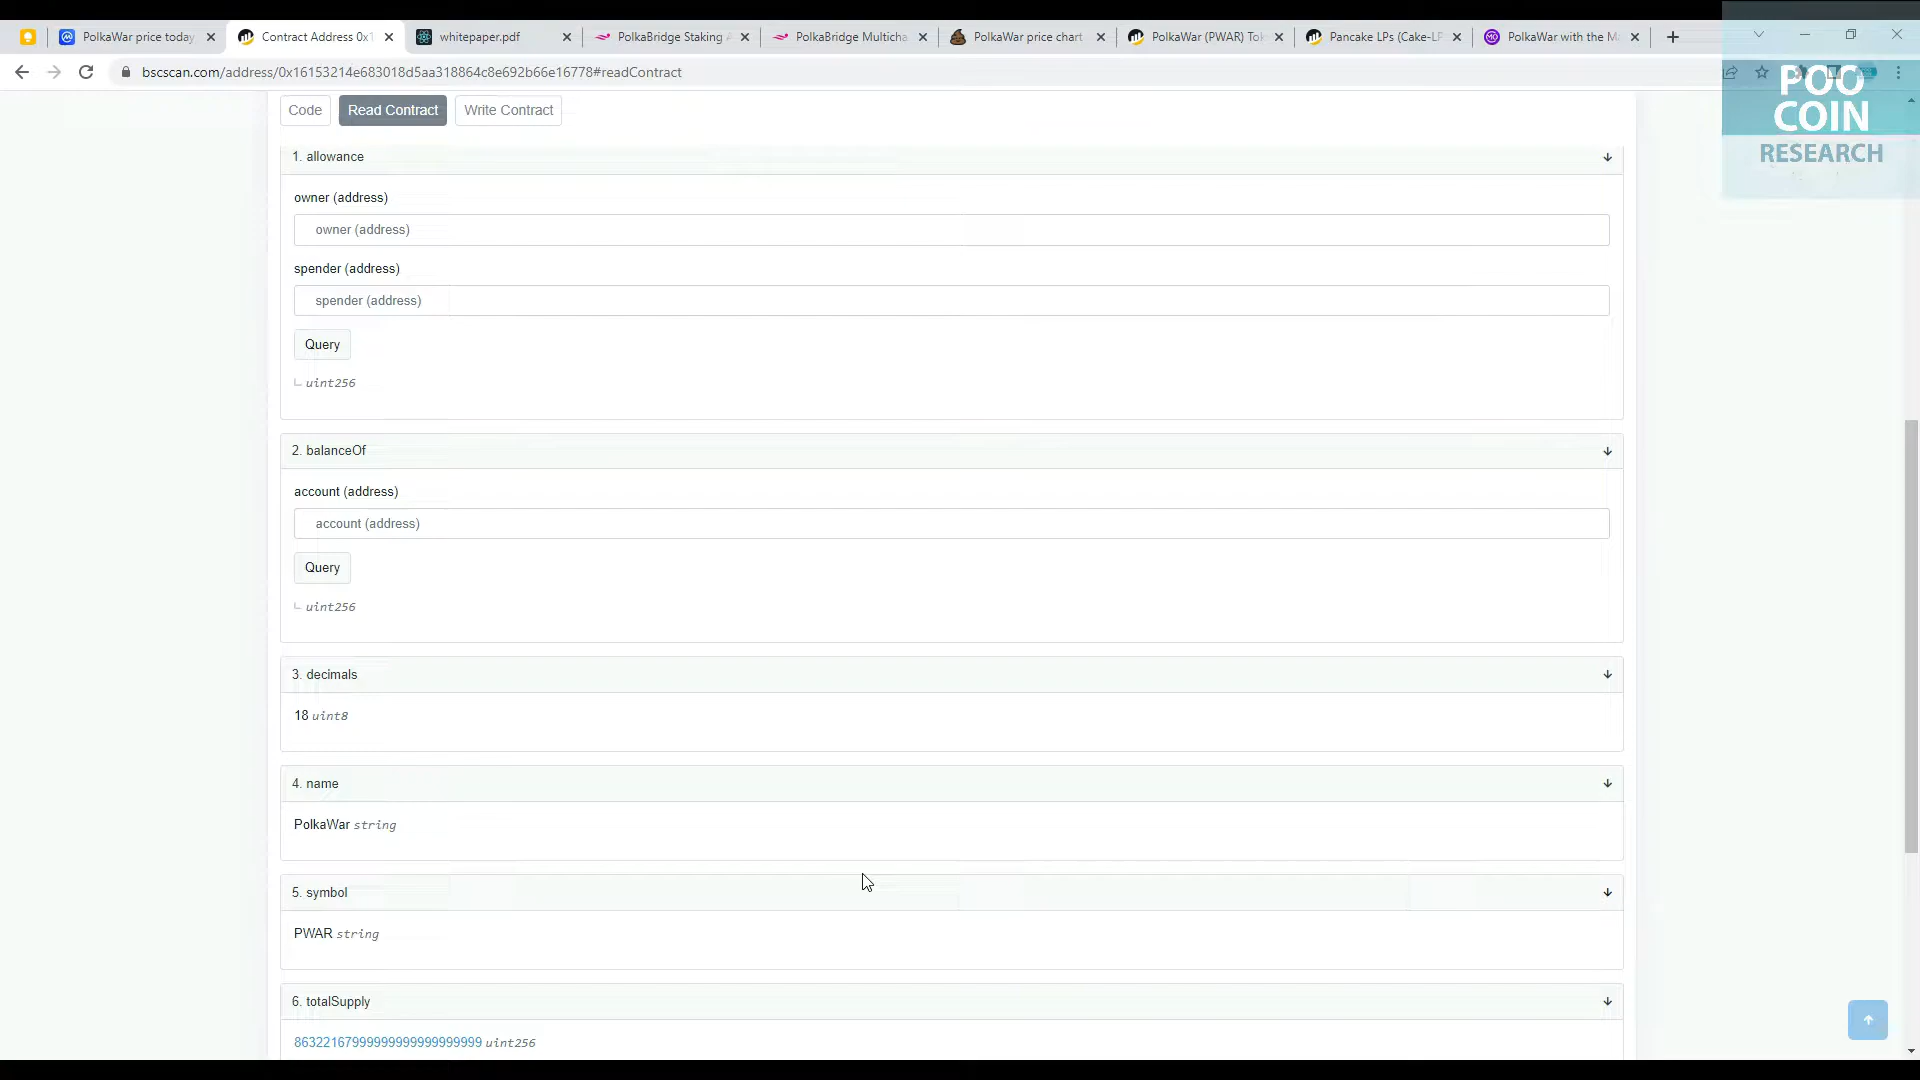 PolkaWar price today
Contract Address 0x1
whitepaper.pdf
PolkaBridge Staking
PolkaBridge Multicha
PolkaWar price chart
PolkaWar (PWAR) Tok
Pancake LPs (Cake-LP
PolkaWar with the M
bscscan.com/address/0x16153214e683018d5aa318864c8e692b66e16778#readContract
POO
COIN
RESEARCH
Code
Read Contract
Write Contract
1. allowance
owner (address)
owner (address)
spender (address)
spender (address)
Query
uint256
2. balanceOf
account (address)
account (address)
Query
uint256
3. decimals
18 uint8
4. name
PolkaWar string
5. symbol
PWAR string
6. totalSupply
uint256